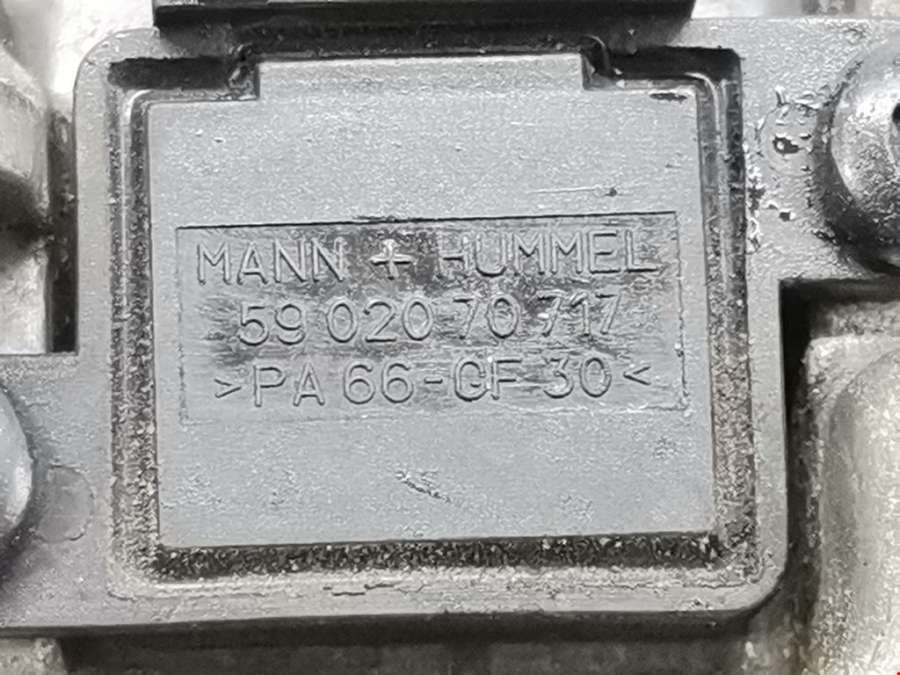 MANN + HUMMEL
59 020 70 717
>PA 66-GF 30<